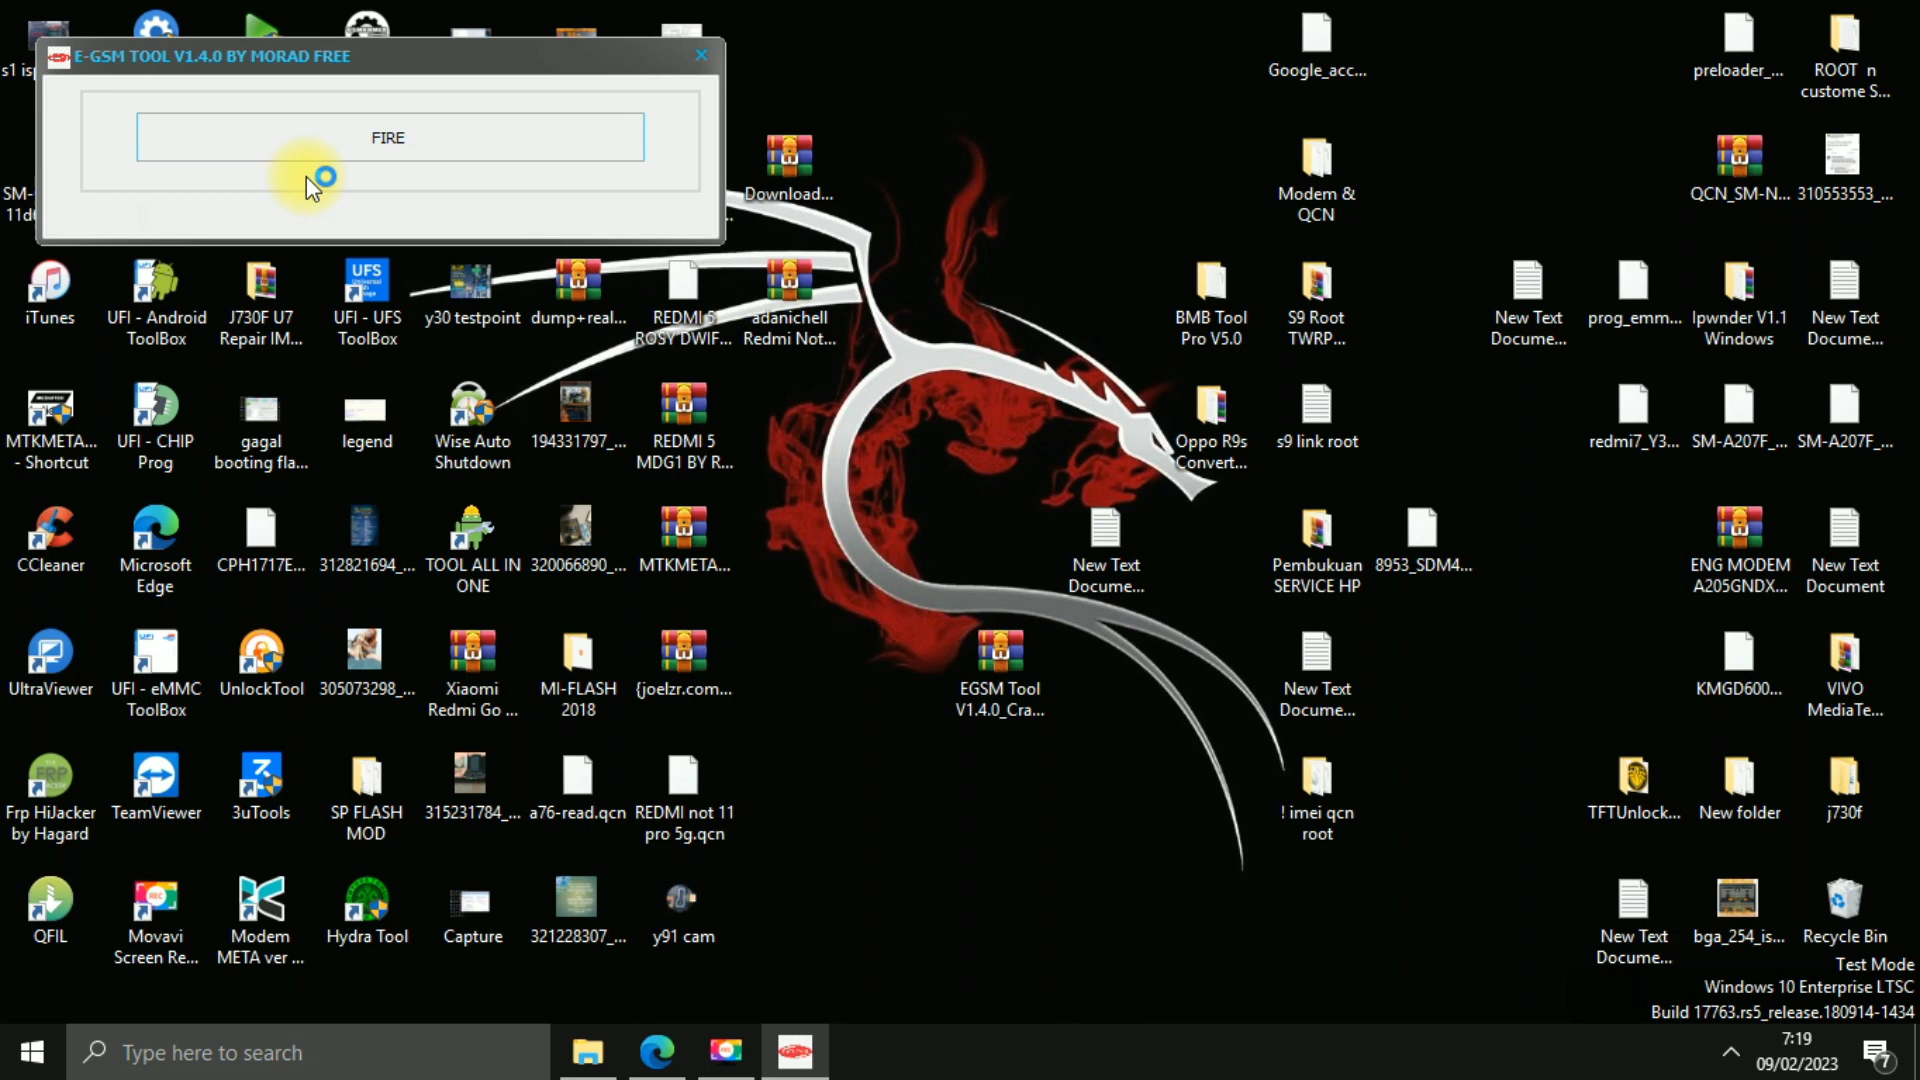 E-GSM TOOL V1.4.0 BY MORAD FREE
FIRE
Google_acc...
preloader_...
ROOT n
custome S...
Download...
Modem &
QCN
QCN_SM-N...
310553553_...
iTunes
UFI - Android
ToolBox
J730F U7
Repair IM...
UFS
UFI - UFS
ToolBox
y30 testpoint
dump+real...
REDMI 5
ROSY DWIF...
adanichell
Redmi Not...
BMB Tool
Pro V5.0
S9 Root
TWRP...
New Text
Docume...
prog_emm...
Ipwnder V1.1
Windows
New Text
Docume...
MTKMETA...
- Shortcut
UFI - CHIP
Prog
gagal
booting fla...
legend
Wise Auto
Shutdown
194331797_...
REDMI 5
MDG1 BY R...
Oppo R9s
Convert...
s9 link root
redmi7_Y3...
SM-A207F_...
SM-A207F_...
CCleaner
Microsoft
Edge
CPH1717E...
312821694_...
TOOL ALL IN
ONE
320066890_...
MTKMETA...
New Text
Docume...
Pembukuan
SERVICE HP
8953_SDM4...
ENG MODEM
A205GNDX...
New Text
Document
UltraViewer
UFI - eMMC
ToolBox
UnlockTool
305073298_...
Xiaomi
Redmi Go ...
MI-FLASH
2018
{joelzr.com...
EGSM Tool
V1.4.0_Cra...
New Text
Docume...
KMGD600...
VIVO
MediaTe...
Frp HiJacker
by Hagard
TeamViewer
3uTools
SP FLASH
MOD
315231784_...
a76-read.qcn
REDMI not 11
pro 5g.qcn
! imei qcn
root
TFTUnlock...
New folder
j730f
QFIL
Movavi
Screen Re...
Modem
META ver ...
Hydra Tool
Capture
321228307_...
y91 cam
New Text
Docume...
bga_254_is...
Recycle Bin
Test Mode
Windows 10 Enterprise LTSC
Build 17763.rs5_release.180914-1434
Type here to search
7:19
09/02/2023
7